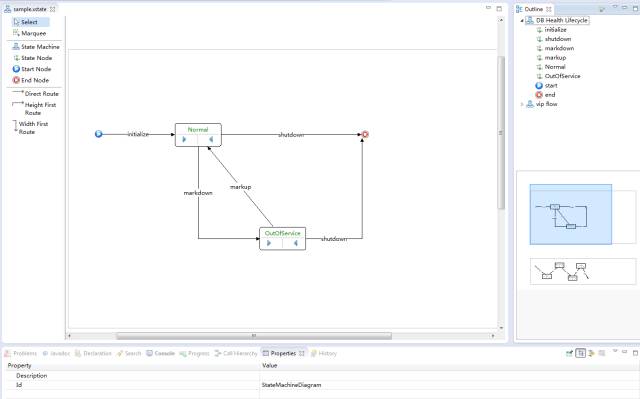 sample.vstate
Select
Marquee
State Machine
State Node
Start Node
End Node
Direct Route
Height First
Route
Width First
Route
initialize
Normal
shutdown
markdown
markup
OutOfService
shutdown
Outline
DB Health Lifecycle
initialize
shutdown
markdown
markup
Normal
OutOfService
start
end
vip flow
Problems Javadoc Declaration Search Console Progress Call Hierarchy Properties History
Property Value
Description
Id StateMachineDiagram